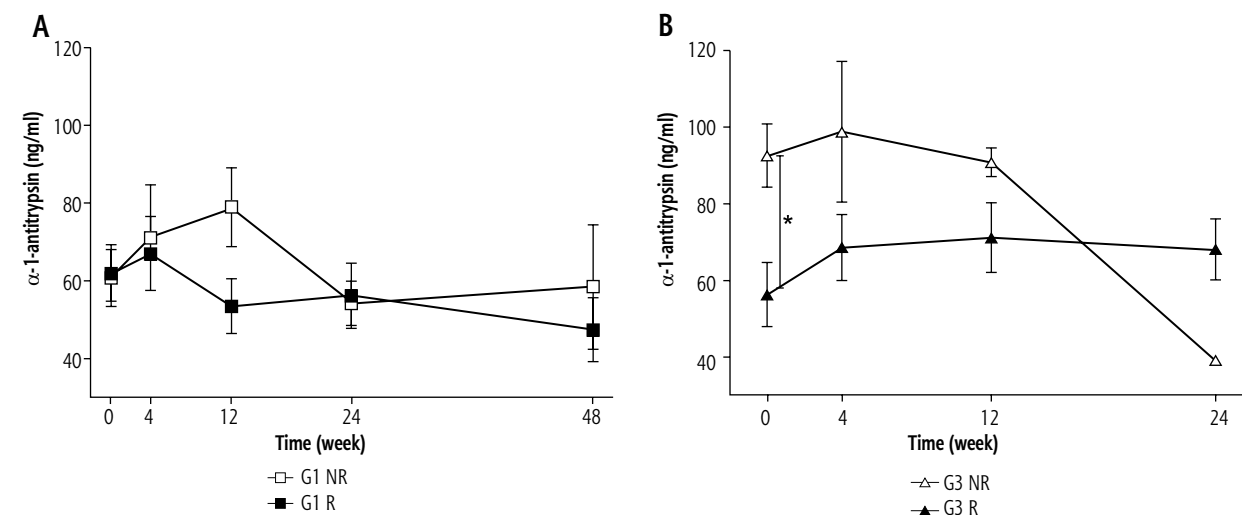 A
120
100
80
60
40
α-1-antitrypsin (ng/ml)
0 4 12 24 48
Time (week)
G1 NR
G1 R
B
120
100
80
60
40
α-1-antitrypsin (ng/ml)
*
0 4 12 24
Time (week)
G3 NR
G3 R